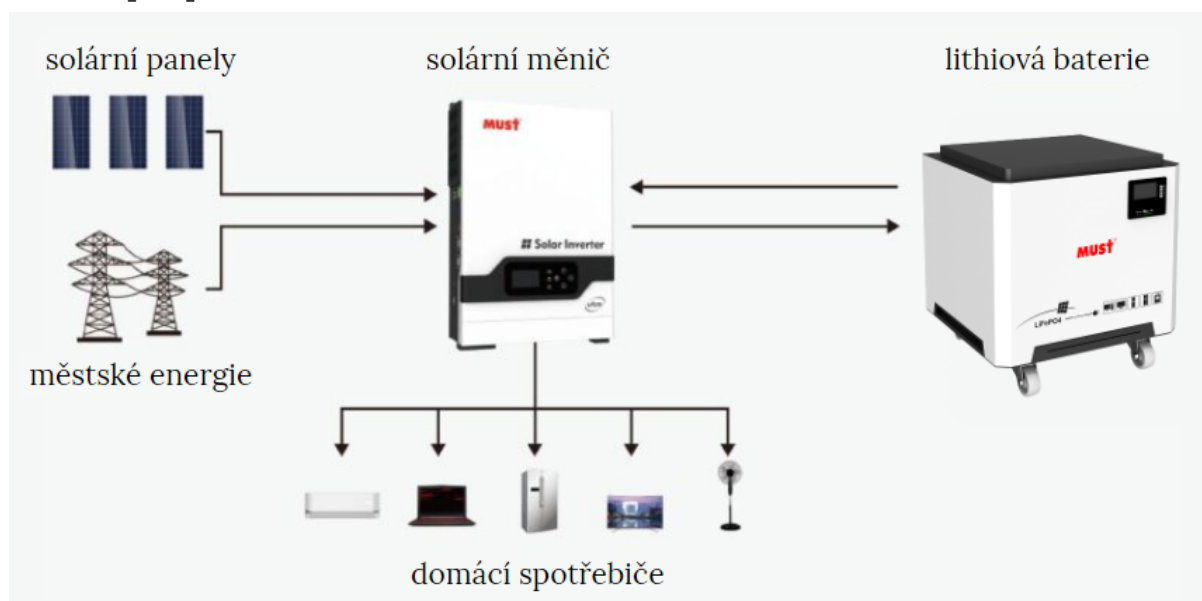 solární panely
solární měnič
lithiová baterie
MUST
Solar Inverter
MUST
LiFePO4
městské energie
domácí spotřebiče